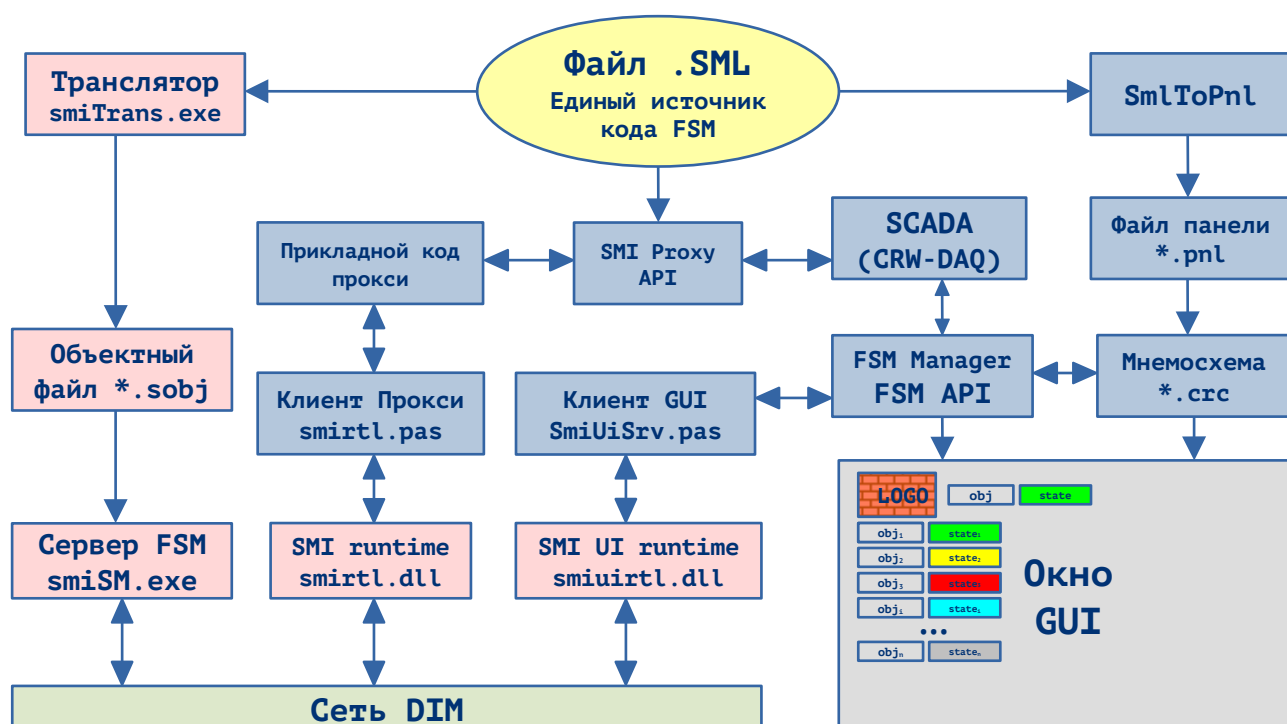 Файл .SML
Единый источник
кода FSM
Транслятор
smiTrans.exe
SmlToPnl
Прикладной код
прокси
SMI Proxy
API
SCADA
(CRW-DAQ)
Файл панели
*.pnl
Объектный
файл *.sobj
Клиент Прокси
smirtl.pas
Клиент GUI
SmiUiSrv.pas
FSM Manager
FSM API
Мнемосхема
*.crc
Сервер FSM
smiSM.exe
SMI runtime
smirtl.dll
SMI UI runtime
smiuirtl.dll
LOGO
obj state
obj₁ state₁
obj₂ state₂
obj₃ state₃
objᵢ stateᵢ
...
objₙ stateₙ
Окно
GUI
Сеть DIM